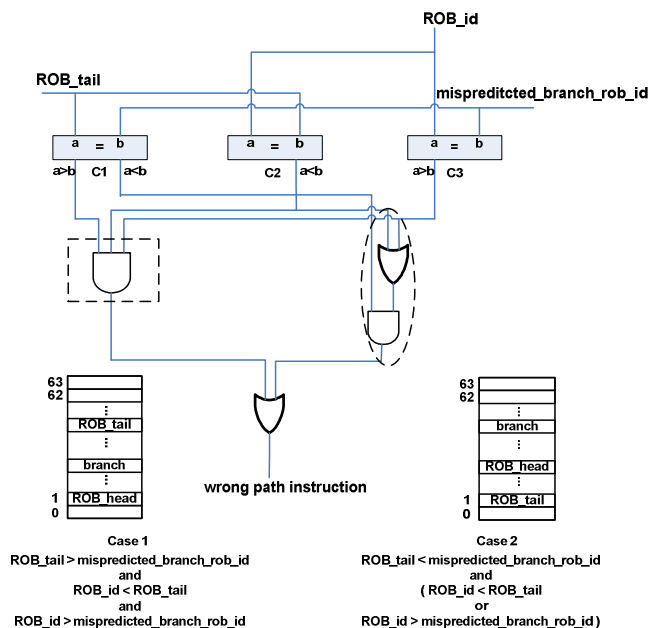 ROB_id
ROB_tail
mispreditcted_branch_rob_id
a = b
a = b
a = b
a>b C1 a<b
C2 a<b
a>b C3
63
62
ROB_tail
branch
1 ROB_head
0
wrong path instruction
63
62
branch
ROB_head
1 ROB_tail
0
Case 1
ROB_tail > mispredicted_branch_rob_id
and
ROB_id < ROB_tail
and
ROB_id > mispredicted_branch_rob_id
Case 2
ROB_tail < mispredicted_branch_rob_id
and
( ROB_id < ROB_tail
or
ROB_id > mispredicted_branch_rob_id )